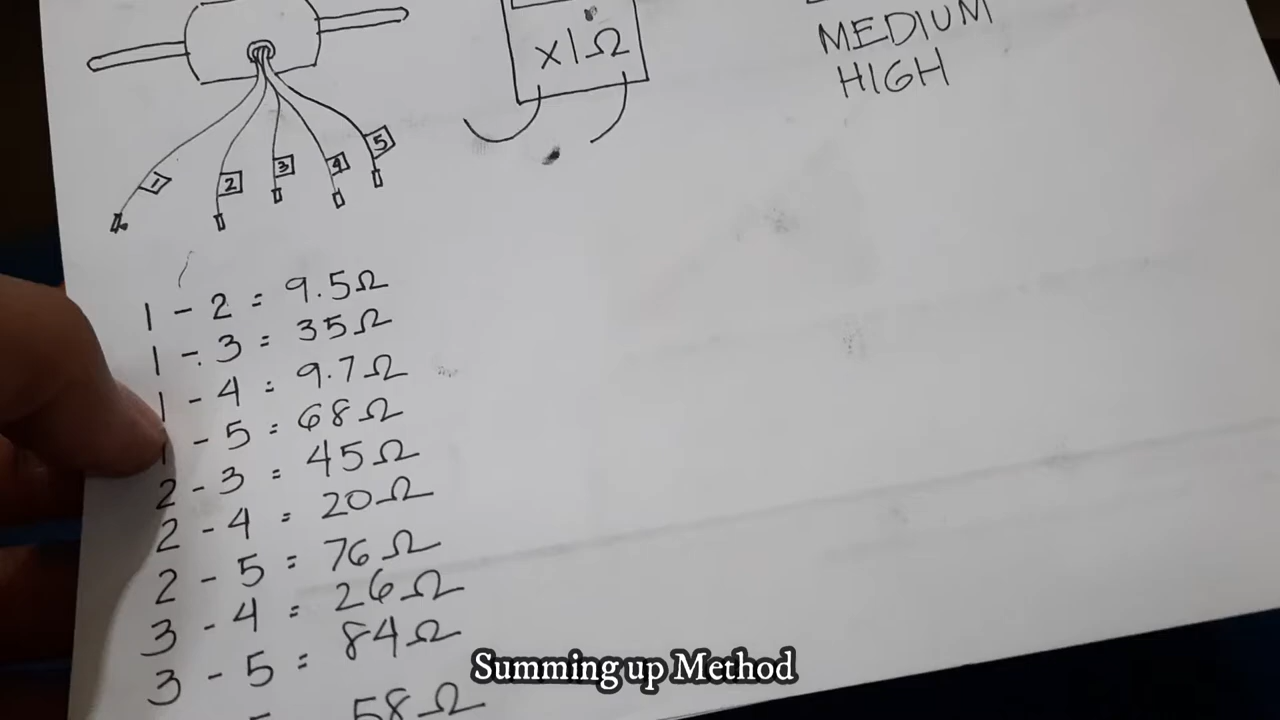 X1Ω
MEDIUM
HIGH
1
2
3
4
5
1 - 2 = 9.5Ω
1 - 3 = 35Ω
1 - 4 = 9.7Ω
1 - 5 = 68Ω
2 - 3 = 45Ω
2 - 4 = 20Ω
2 - 5 = 76Ω
3 - 4 = 26Ω
3 - 5 = 84Ω
58Ω
Summing up Method